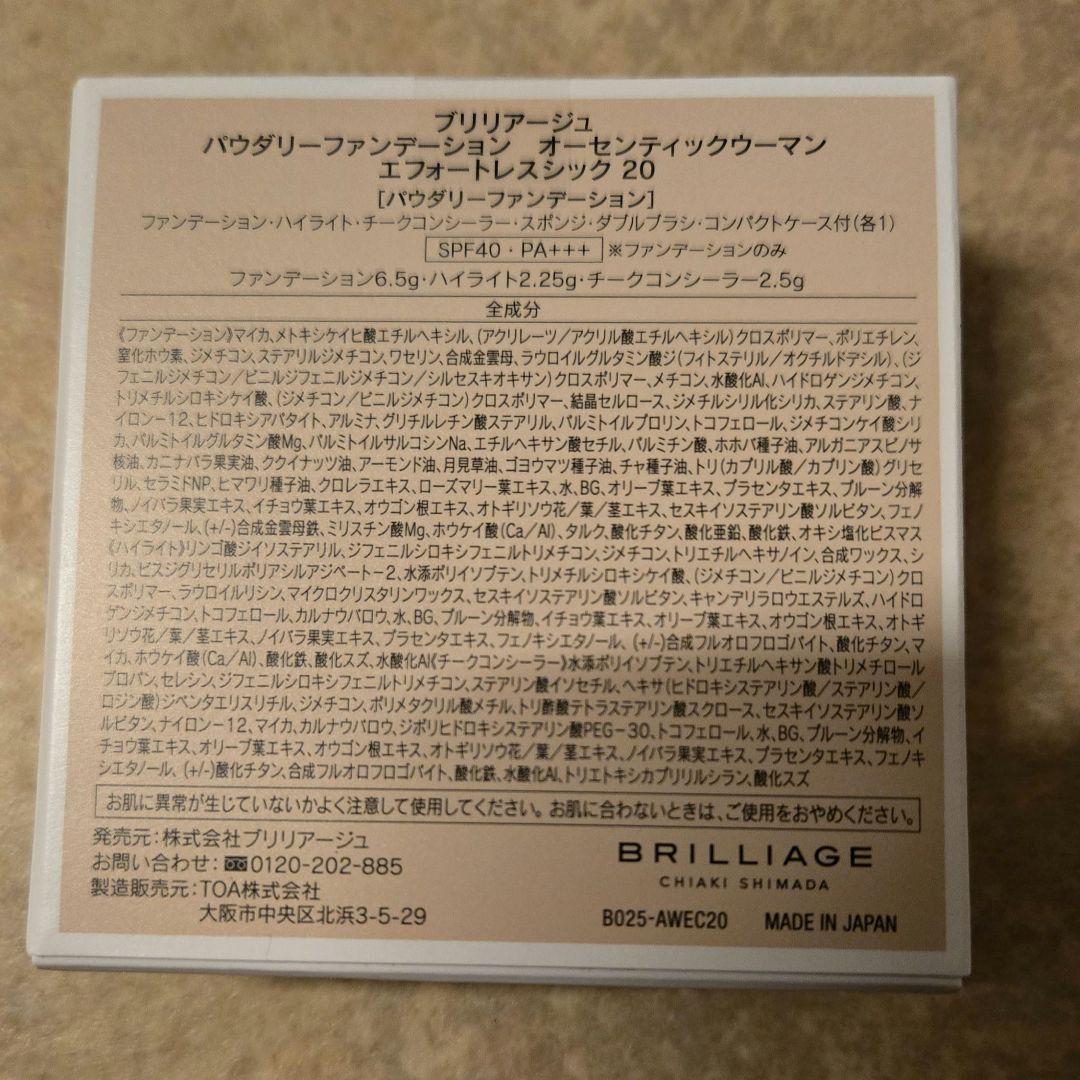 ブリリアージュ
パウダリーファンデーション　オーセンティックウーマン
エフォートレスシック 20
[パウダリーファンデーション]
ファンデーション・ハイライト・チークコンシーラー・スポンジ・ダブルブラシ・コンパクトケース付(各1)
SPF40・PA+++ ※ファンデーションのみ
ファンデーション6.5g・ハイライト2.25g・チークコンシーラー2.5g
全成分
《ファンデーション》マイカ、メトキシケイヒ酸エチルヘキシル、(アクリレーツ／アクリル酸エチルヘキシル)クロスポリマー、ポリエチレン、
窒化ホウ素、ジメチコン、ステアリルジメチコン、ワセリン、合成金雲母、ラウロイルグルタミン酸ジ(フィトステリル／オクチルドデシル)、(ジ
フェニルジメチコン／ビニルジフェニルジメチコン／シルセスキオキサン)クロスポリマー、メチコン、水酸化Al、ハイドロゲンジメチコン、
トリメチルシロキシケイ酸、(ジメチコン／ビニルジメチコン)クロスポリマー、結晶セルロース、ジメチルシリル化シリカ、ステアリン酸、ナ
イロン－12、ヒドロキシアパタイト、アルミナ、グリチルレチン酸ステアリル、パルミトイルプロリン、トコフェロール、ジメチコンケイ酸シリ
カ、パルミトイルグルタミン酸Mg、パルミトイルサルコシンNa、エチルヘキサン酸セチル、パルミチン酸、ホホバ種子油、アルガニアスピノサ
核油、カニナバラ果実油、ククイナッツ油、アーモンド油、月見草油、ゴヨウマツ種子油、チャ種子油、トリ(カプリル酸／カプリン酸)グリセ
リル、セラミドNP、ヒマワリ種子油、クロレラエキス、ローズマリー葉エキス、水、BG、オリーブ葉エキス、プラセンタエキス、プルーン分解
物、ノイバラ果実エキス、イチョウ葉エキス、オウゴン根エキス、オトギリソウ花／葉／茎エキス、セスキイソステアリン酸ソルビタン、フェノ
キシエタノール、(+/-)合成金雲母鉄、ミリスチン酸Mg、ホウケイ酸(Ca／Al)、タルク、酸化チタン、酸化亜鉛、酸化鉄、オキシ塩化ビスマス
《ハイライト》リンゴ酸ジイソステアリル、ジフェニルシロキシフェニルトリメチコン、ジメチコン、トリエチルヘキサノイン、合成ワックス、シ
リカ、ビスジグリセリルポリアシルアジペート－2、水添ポリイソブテン、トリメチルシロキシケイ酸、(ジメチコン／ビニルジメチコン)クロ
スポリマー、ラウロイルリシン、マイクロクリスタリンワックス、セスキイソステアリン酸ソルビタン、キャンデリラロウエステルズ、ハイドロ
ゲンジメチコン、トコフェロール、カルナウバロウ、水、BG、プルーン分解物、イチョウ葉エキス、オリーブ葉エキス、オウゴン根エキス、オトギ
リソウ花／葉／茎エキス、ノイバラ果実エキス、プラセンタエキス、フェノキシエタノール、(+/-)合成フルオロフロゴパイト、酸化チタン、マ
イカ、ホウケイ酸(Ca／Al)、酸化鉄、酸化スズ、水酸化Al《チークコンシーラー》水添ポリイソブテン、トリエチルヘキサン酸トリメチロール
プロパン、セレシン、ジフェニルシロキシフェニルトリメチコン、ステアリン酸イソセチル、ヘキサ(ヒドロキシステアリン酸／ステアリン酸／
ロジン酸)ジペンタエリスリチル、ジメチコン、ポリメタクリル酸メチル、トリ酢酸テトラステアリン酸スクロース、セスキイソステアリン酸ソ
ルビタン、ナイロン－12、マイカ、カルナウバロウ、ジポリヒドロキシステアリン酸PEG－30、トコフェロール、水、BG、プルーン分解物、イ
チョウ葉エキス、オリーブ葉エキス、オウゴン根エキス、オトギリソウ花／葉／茎エキス、ノイバラ果実エキス、プラセンタエキス、フェノキ
シエタノール、(+/-)酸化チタン、合成フルオロフロゴパイト、酸化鉄、水酸化Al、トリエトキシカプリリルシラン、酸化スズ
お肌に異常が生じていないかよく注意して使用してください。お肌に合わないときは、ご使用をおやめください。
発売元：株式会社ブリリアージュ
お問い合わせ：0120-202-885
製造販売元：TOA株式会社
大阪市中央区北浜3-5-29
BRILLIAGE
CHIAKI SHIMADA
B025-AWEC20 MADE IN JAPAN